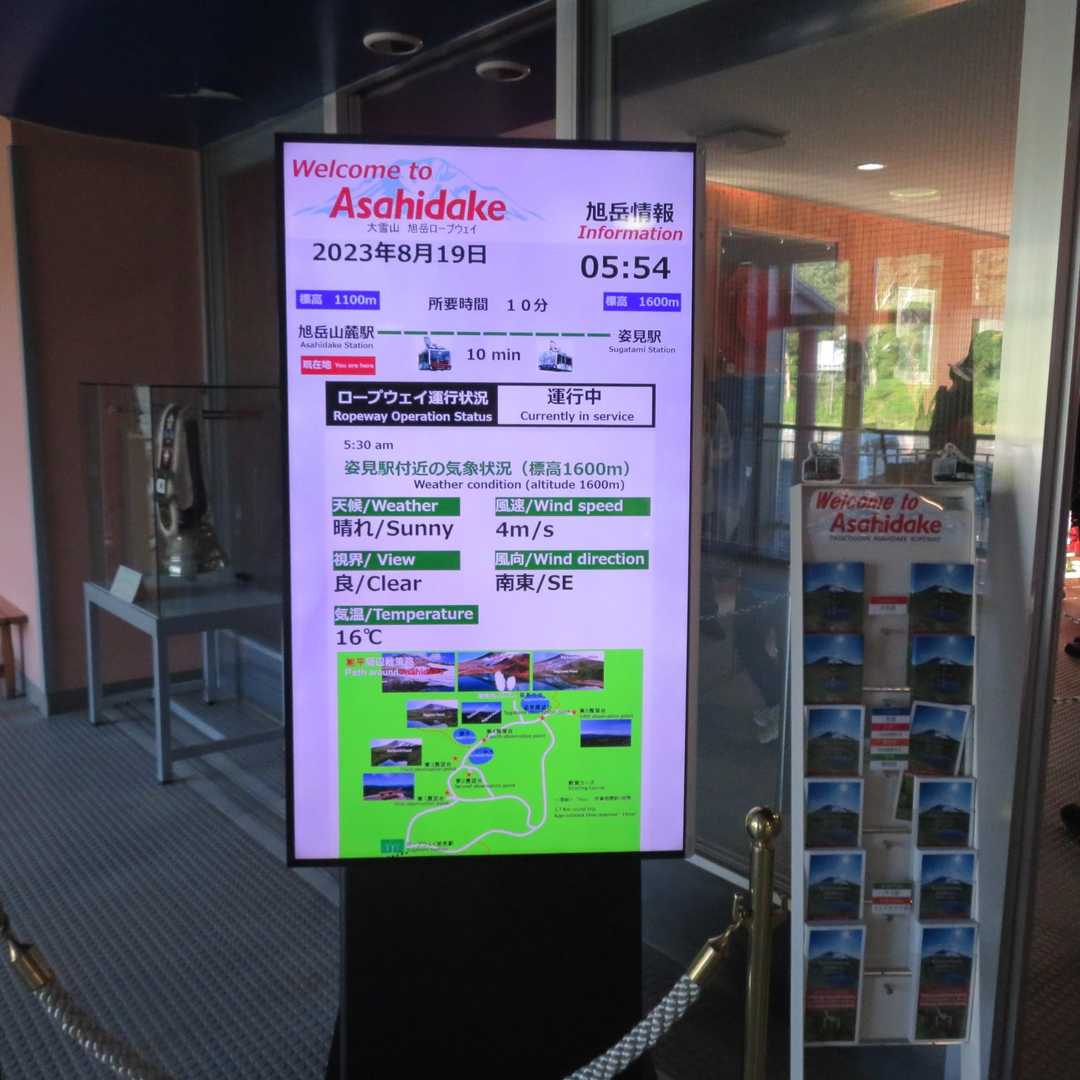 Welcome to
Asahidake
大雪山 旭岳ロープウェイ
旭岳情報
Information
2023年8月19日
05:54
標高 1100m
所要時間 10分
標高 1600m
旭岳山麓駅
Asahidake Station
姿見駅
Sugatami Station
現在地 You are here
10 min
ロープウェイ運行状況
Ropeway Operation Status
運行中
Currently in service
5:30 am
姿見駅付近の気象状況（標高1600m）
Weather condition (altitude 1600m)
天候/Weather
晴れ/Sunny
風速/Wind speed
4m/s
視界/ View
良/Clear
風向/Wind direction
南東/SE
気温/Temperature
16℃
Path around
Welcome to
Asahidake